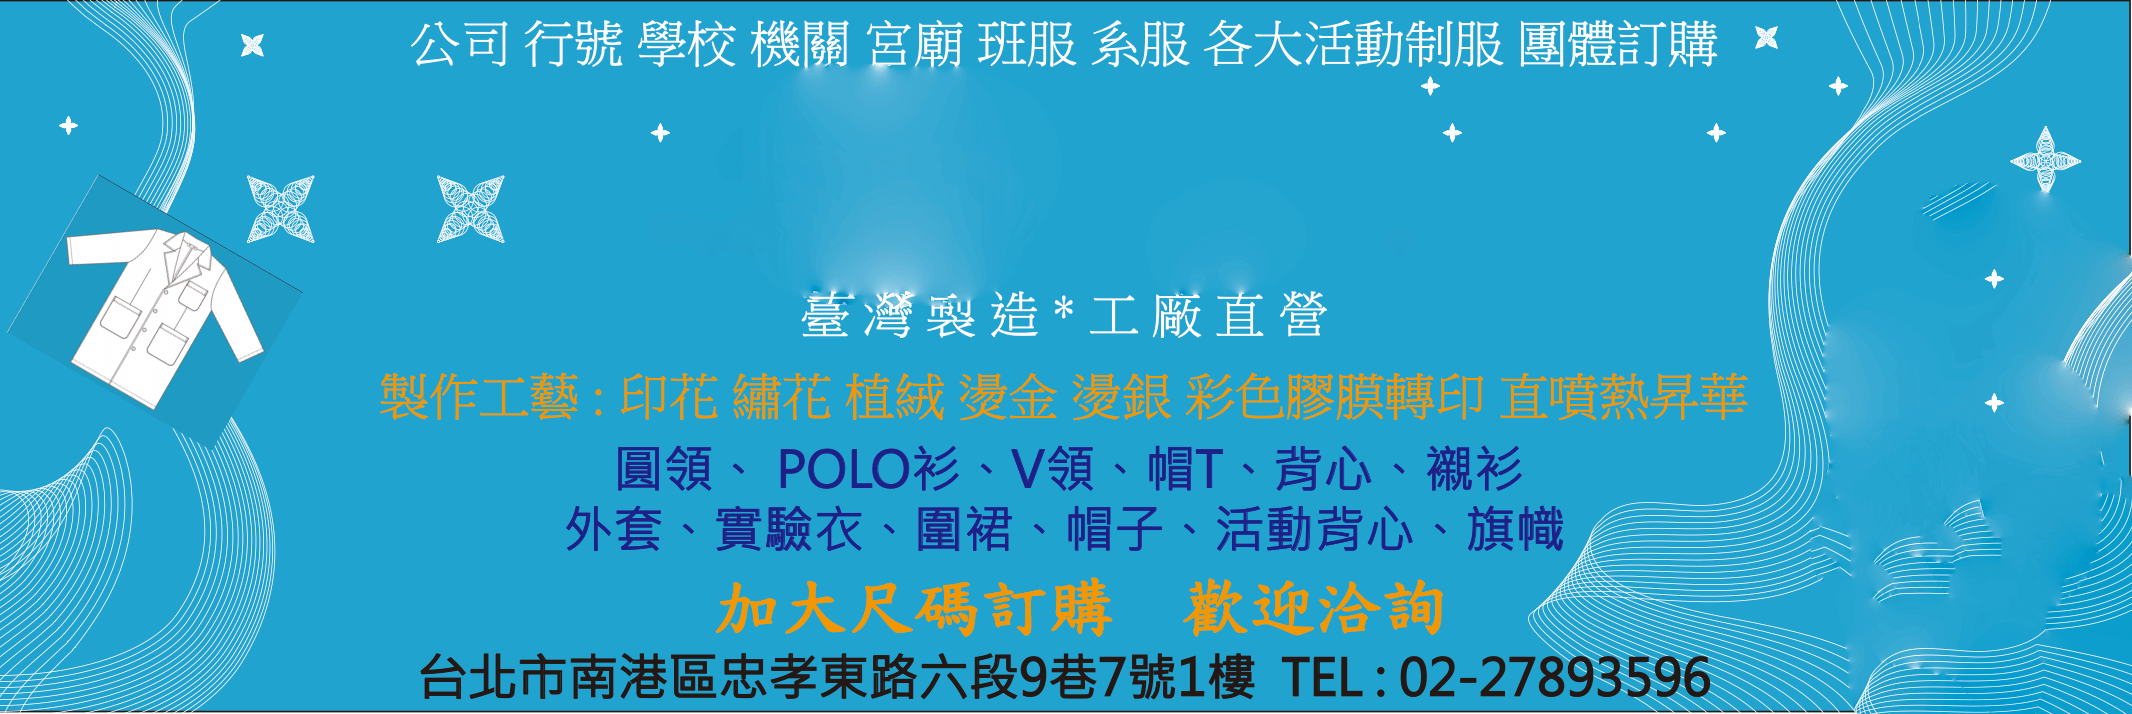 公司 行號 學校 機關 宮廟 班服 系服 各大活動制服 團體訂購
臺灣製造*工廠直營
製作工藝 : 印花 繡花 植絨 燙金 燙銀 彩色膠膜轉印 直噴熱昇華
圓領、 POLO衫、V領、帽T、背心、襯衫
外套、實驗衣、圍裙、帽子、活動背心、旗幟
加大尺碼訂購 歡迎洽詢
台北市南港區忠孝東路六段9巷7號1樓 TEL : 02-27893596